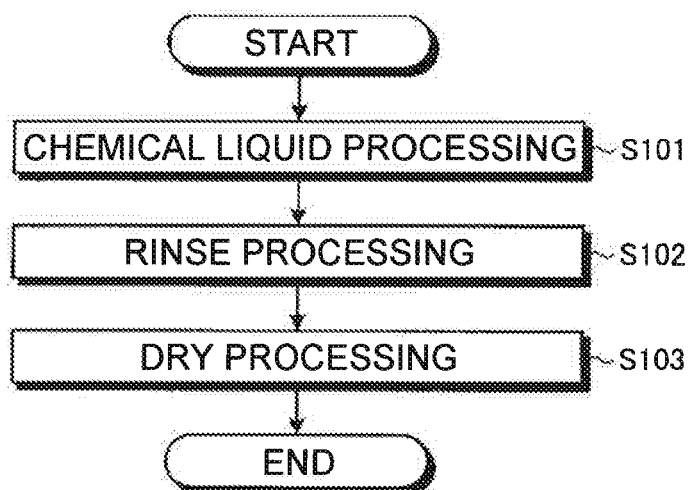 START
CHEMICAL LIQUID PROCESSING S101
RINSE PROCESSING S102
DRY PROCESSING S103
END